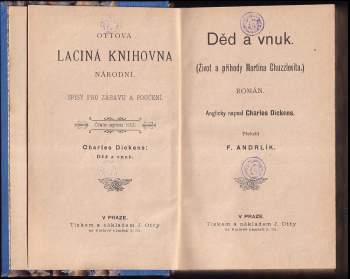 OTTOVA
LACINÁ KNIHOVNA
NÁRODNÍ.
SPISY PRO ZÁBAVU A POUČENÍ.
Charles Dickens:
Děd a vnuk.
V PRAZE.
Tiskem a nákladem J. Otty
Děd a vnuk.
(Život a příhody Martina Chuzzlewita.)
ROMÁN.
Anglicky napsal Charles Dickens.
Přeložil
F. ANDRLÍK.
V PRAZE.
Tiskem a nákladem J. Otty